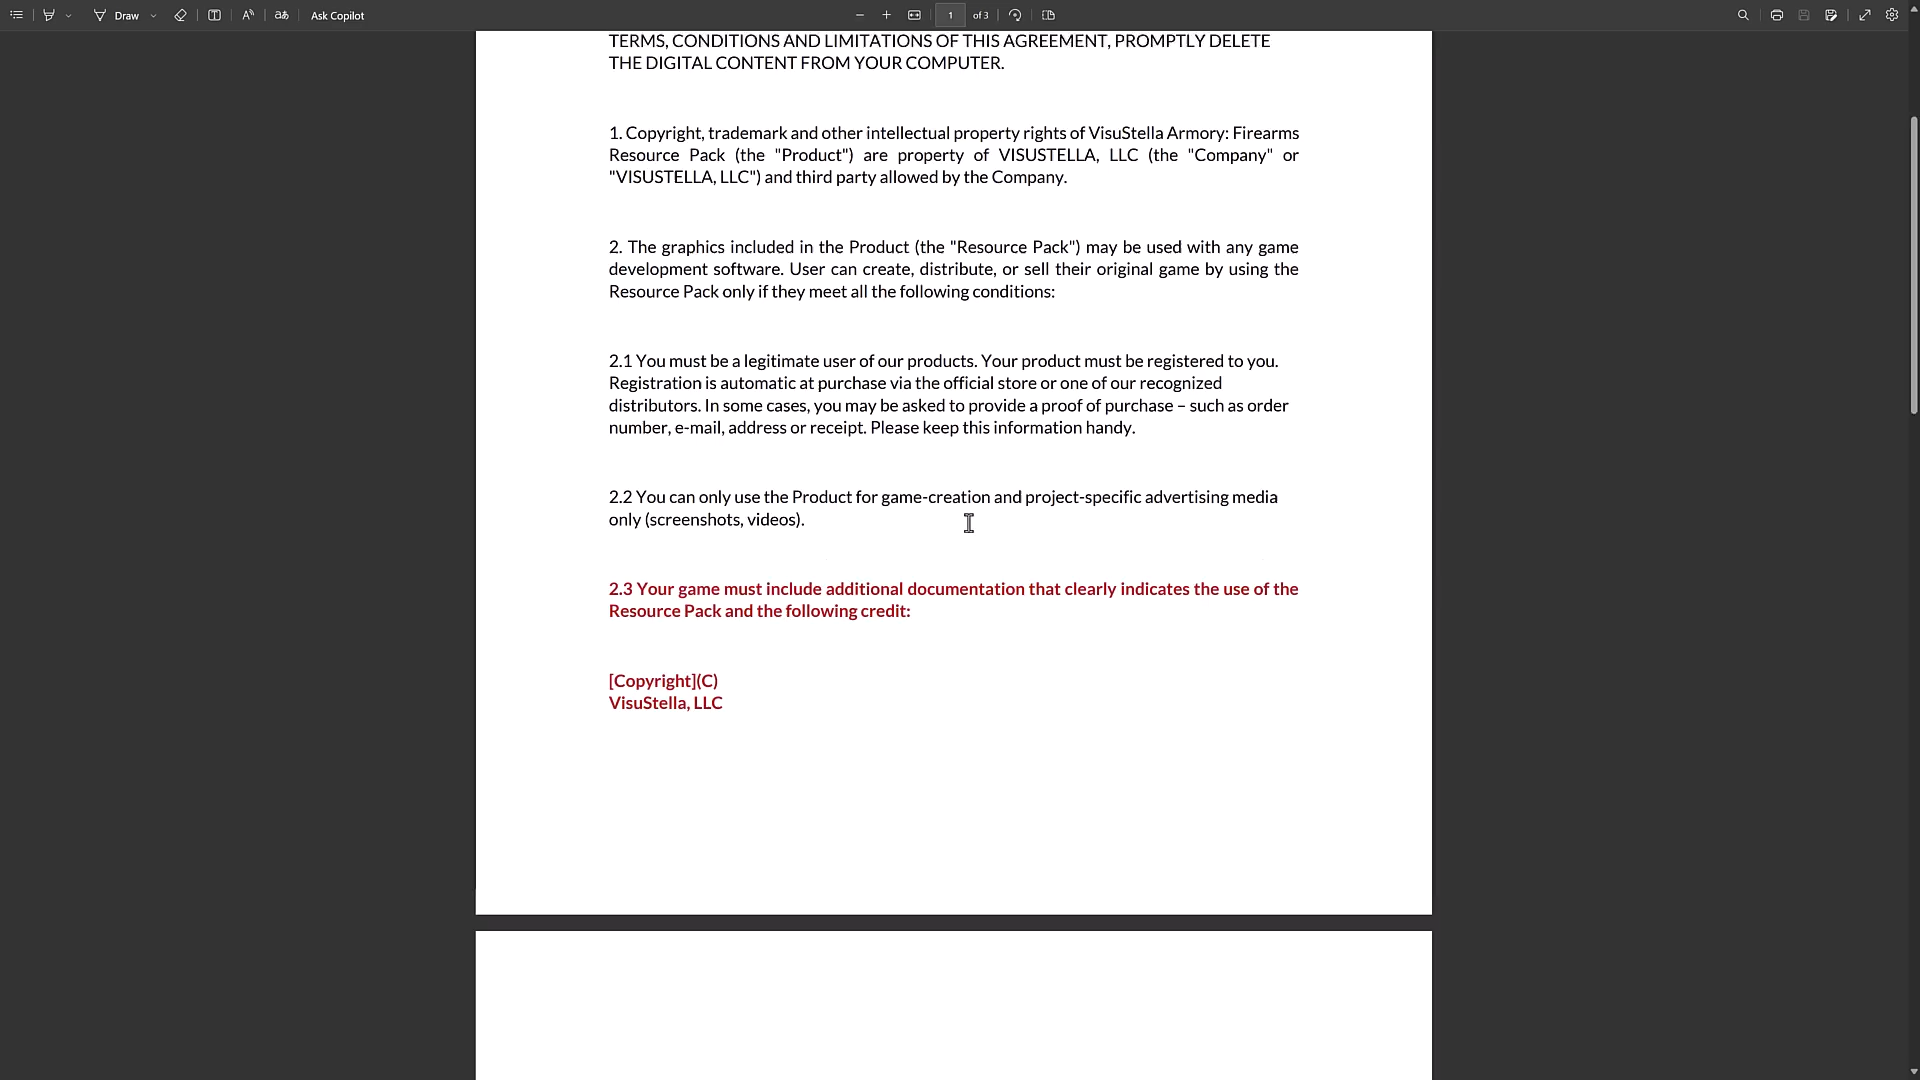 Draw
Ask Copilot
1 of 3
TERMS, CONDITIONS AND LIMITATIONS OF THIS AGREEMENT, PROMPTLY DELETE
THE DIGITAL CONTENT FROM YOUR COMPUTER.
1. Copyright, trademark and other intellectual property rights of VisuStella Armory: Firearms
Resource Pack (the "Product") are property of VISUSTELLA, LLC (the "Company" or
"VISUSTELLA, LLC") and third party allowed by the Company.
2. The graphics included in the Product (the "Resource Pack") may be used with any game
development software. User can create, distribute, or sell their original game by using the
Resource Pack only if they meet all the following conditions:
2.1 You must be a legitimate user of our products. Your product must be registered to you.
Registration is automatic at purchase via the official store or one of our recognized
distributors. In some cases, you may be asked to provide a proof of purchase – such as order
number, e-mail, address or receipt. Please keep this information handy.
2.2 You can only use the Product for game-creation and project-specific advertising media
only (screenshots, videos).
2.3 Your game must include additional documentation that clearly indicates the use of the
Resource Pack and the following credit:
[Copyright](C)
VisuStella, LLC